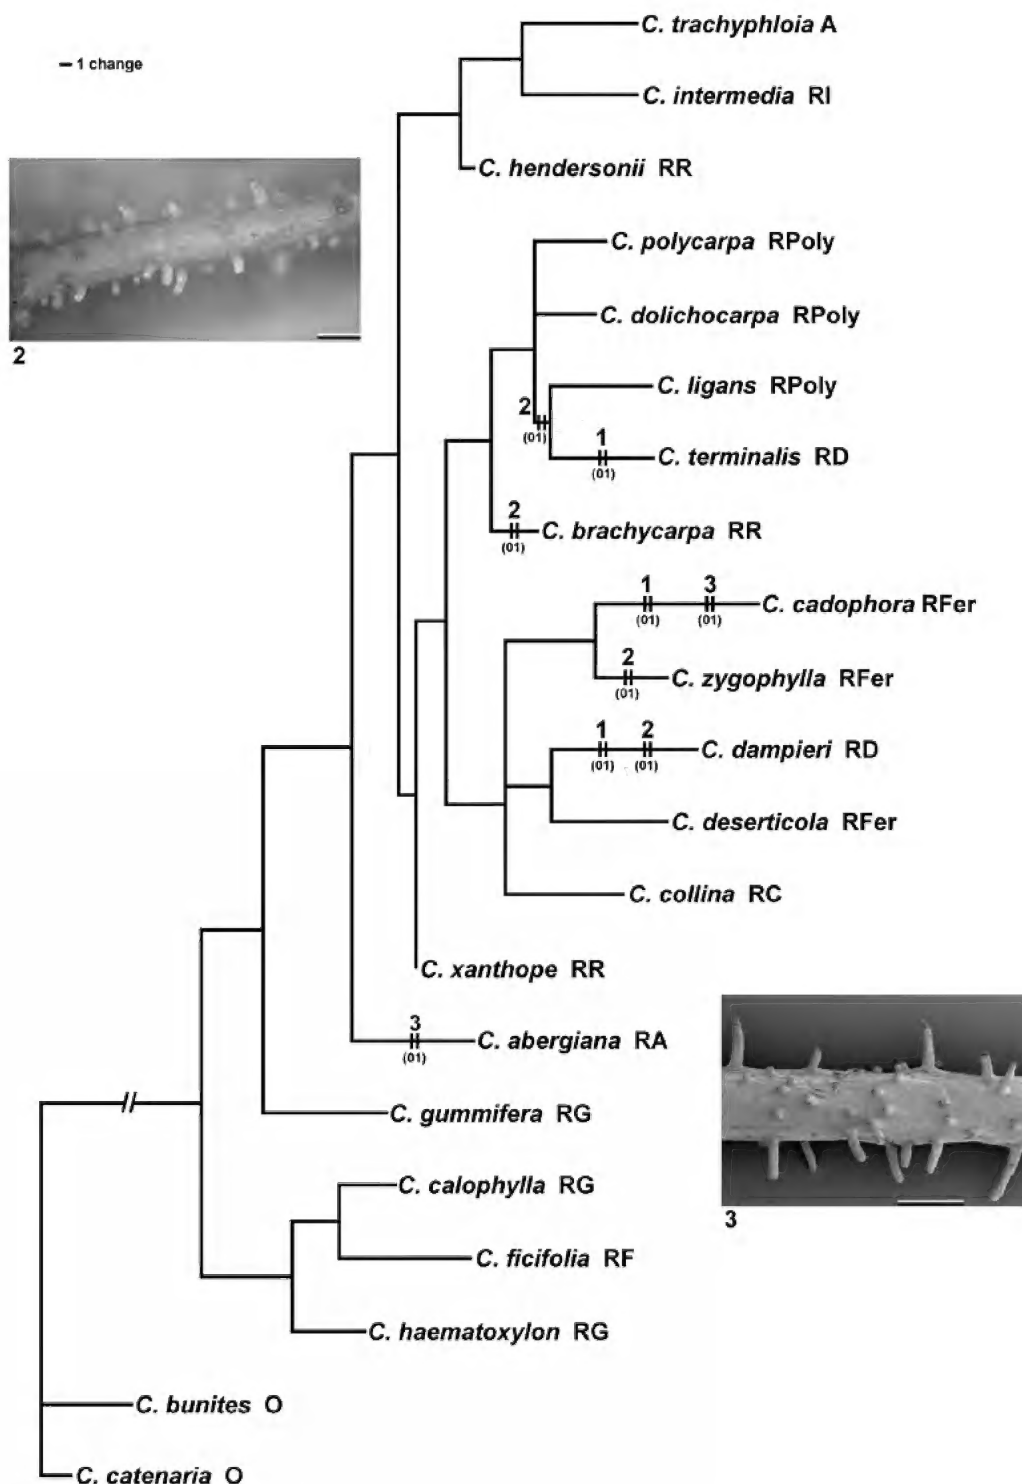 1 change
C. trachyphloia A
C. intermedia RI
C. hendersonii RR
C. polycarpa RPoly
2
C. dolichocarpa RPoly
C. ligans RPoly
2
(01)
1
C. terminalis RD
(01)
2
C. brachycarpa RR
(01)
1 3
C. cadophora RFer
(01) (01)
2
C. zygophylla RFer
(01)
1 2
C. dampieri RD
(01) (01)
C. deserticola RFer
C. collina RC
C. xanthope RR
3
C. abergiana RA
(01)
C. gummifera RG
C. calophylla RG
3
C. ficifolia RF
C. haematoxylon RG
C. bunites O
C. catenaria O